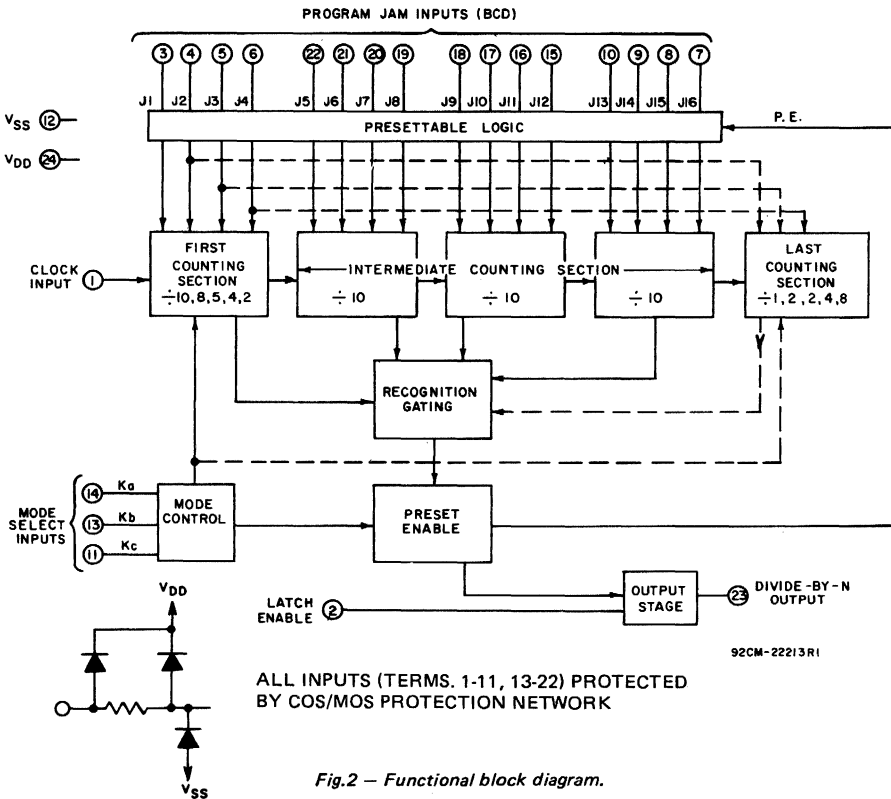 PROGRAM JAM INPUTS (BCD)
3 4 5 6 22 21 20 19 18 17 16 15 10 9 8 7
J1 J2 J3 J4 J5 J6 J7 J8 J9 J10 J11 J12 J13 J14 J15 J16
VSS 12
PRESETTABLE LOGIC
P.E.
VDD 24
CLOCK
INPUT
1
FIRST
COUNTING
SECTION
÷10,8,5,4,2
INTERMEDIATE COUNTING SECTION
÷10
÷10
÷10
LAST
COUNTING
SECTION
÷1,2,2,4,8
RECOGNITION
GATING
MODE
SELECT
INPUTS
14 Ka
13 Kb
11 Kc
MODE
CONTROL
PRESET
ENABLE
LATCH
ENABLE
2
OUTPUT
STAGE
23
DIVIDE-BY-N
OUTPUT
92CM-22213R1
VDD
VSS
ALL INPUTS (TERMS. 1-11, 13-22) PROTECTED
BY COS/MOS PROTECTION NETWORK
Fig.2 — Functional block diagram.